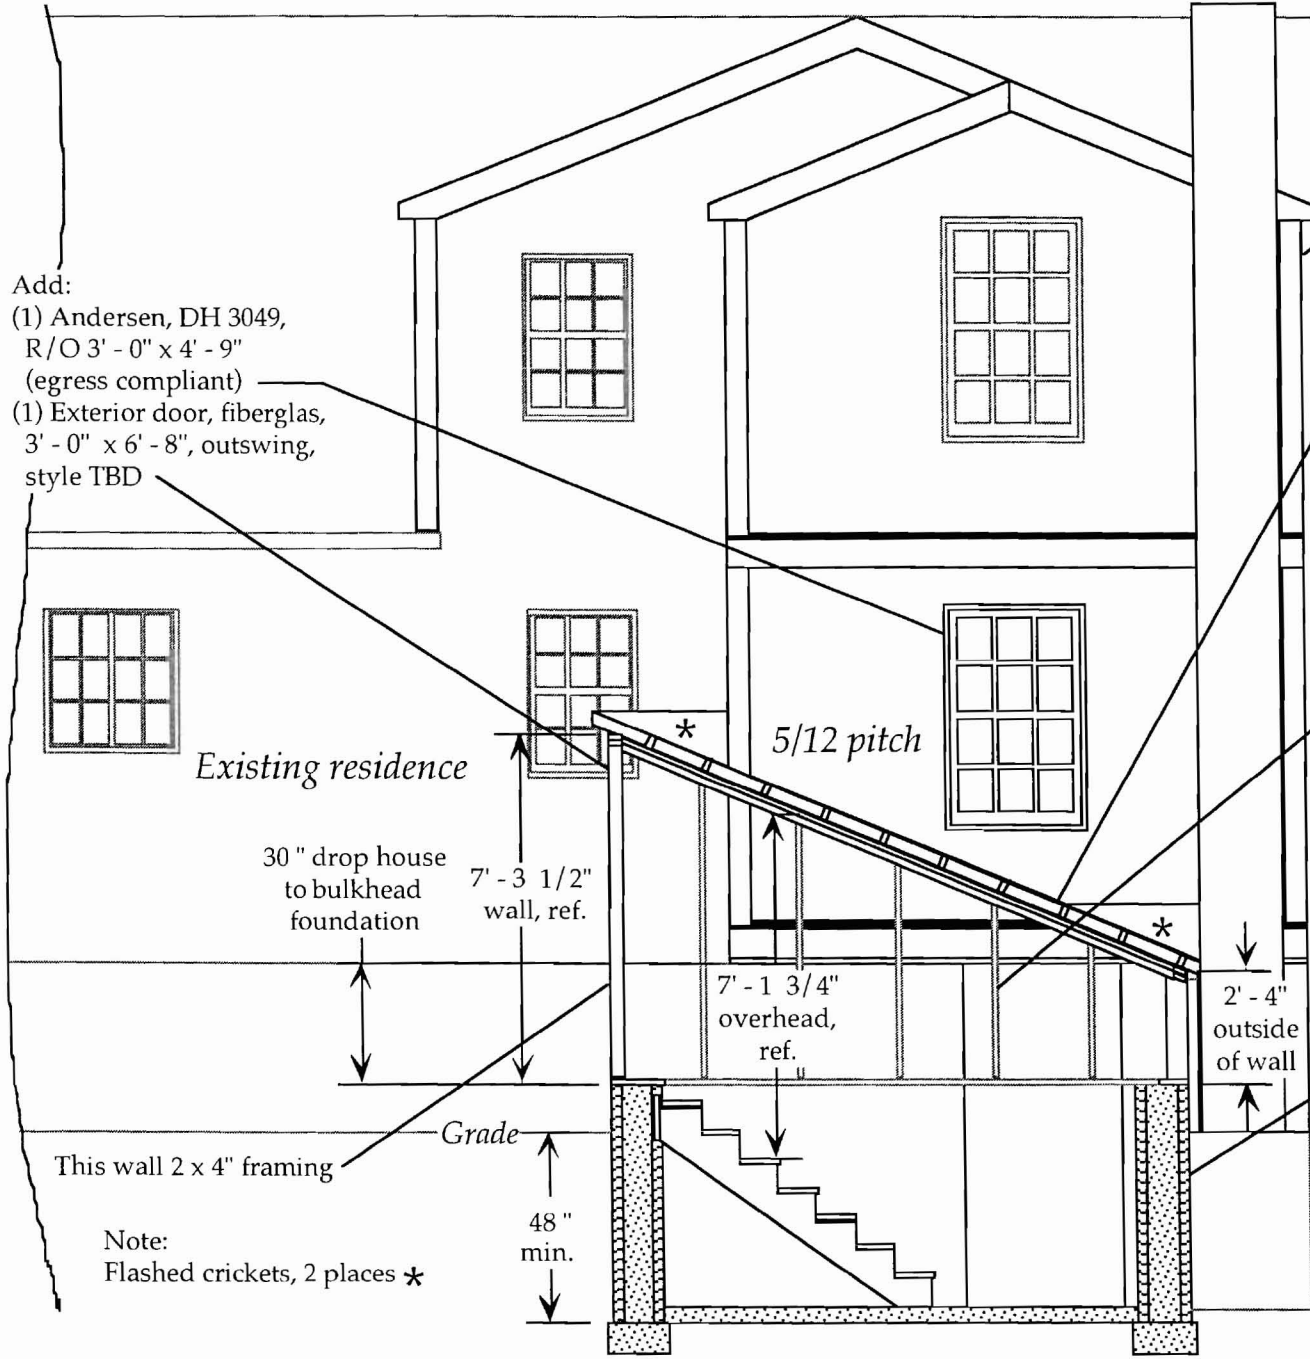 Add:
(1) Andersen, DH 3049,
R/O 3' - 0" x 4' - 9"
(egress compliant)
(1) Exterior door, fiberglas,
3' - 0" x 6' - 8", outswing,
style TBD
*
5/12 pitch
Existing residence
30 " drop house
to bulkhead
foundation
7' - 3 1/2"
wall, ref.
*
7' - 1 3/4"
overhead,
ref.
2' - 4"
outside
of wall
Grade
This wall 2 x 4" framing
48 "
min.
Note:
Flashed crickets, 2 places *